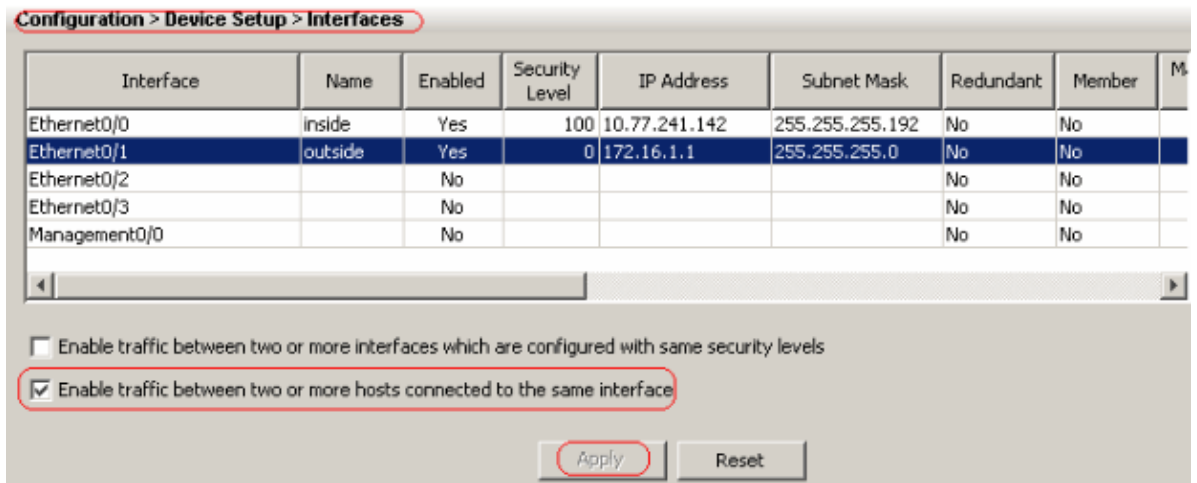 Configuration > Device Setup > Interfaces
Interface Name Enabled Security Level IP Address Subnet Mask Redundant Member M
Ethernet0/0 inside Yes 100 10.77.241.142 255.255.255.192 No No
Ethernet0/1 outside Yes 0 172.16.1.1 255.255.255.0 No No
Ethernet0/2 No No No
Ethernet0/3 No No No
Management0/0 No No No
Enable traffic between two or more interfaces which are configured with same security levels
Enable traffic between two or more hosts connected to the same interface
Apply Reset